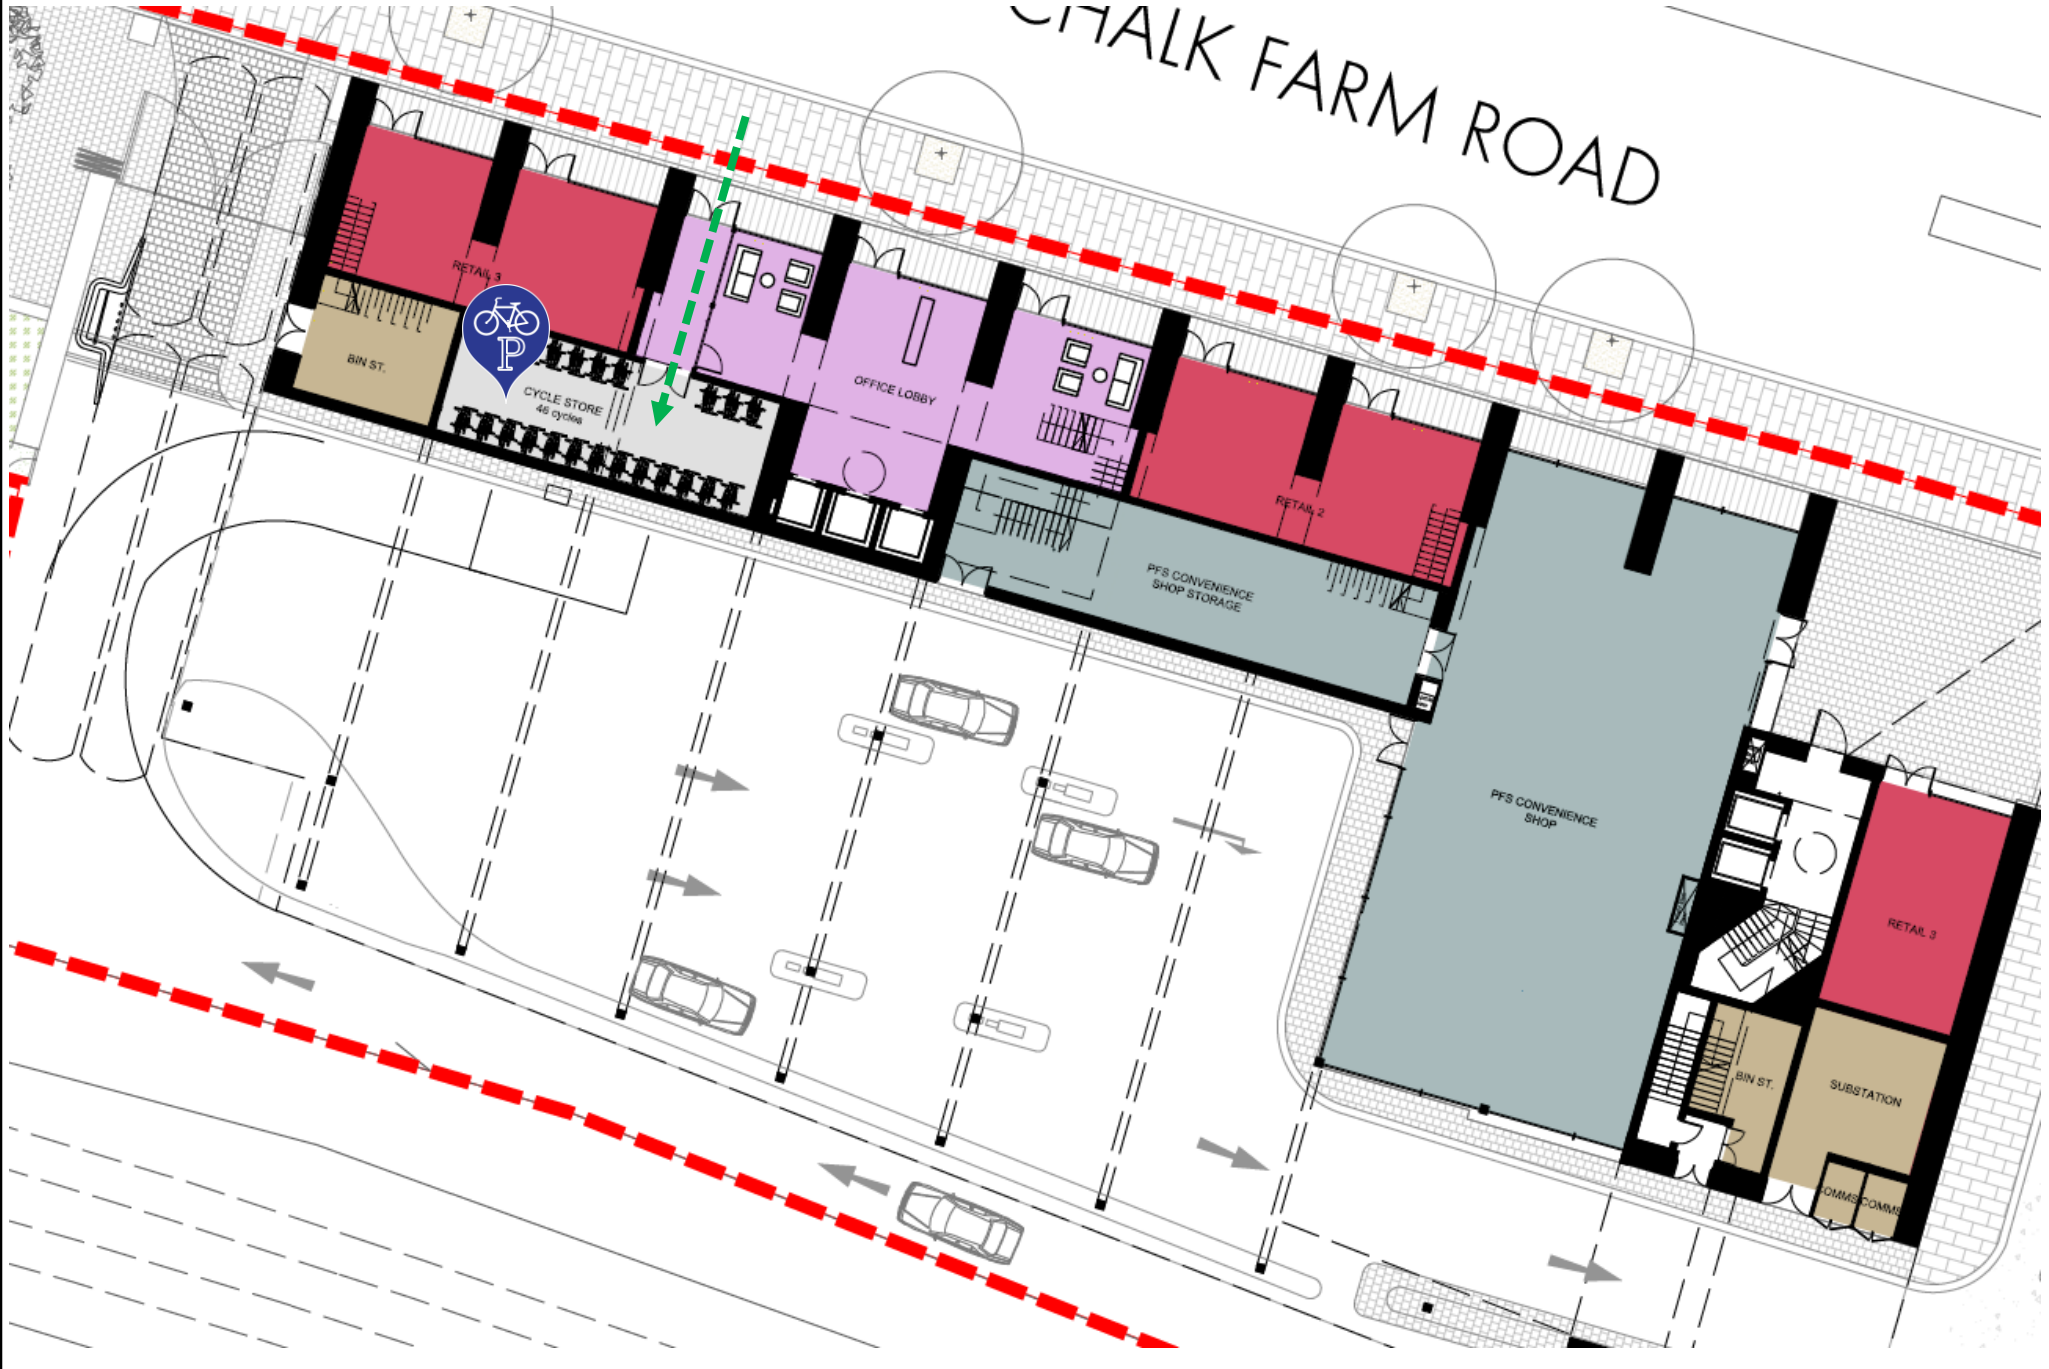 CHALK FARM ROAD
RETAIL 3
P
BIN ST.
CYCLE STORE
46 cycles
OFFICE LOBBY
RETAIL 2
PFS CONVENIENCE
SHOP STORAGE
PFS CONVENIENCE
SHOP
RETAIL 3
BIN ST.
SUBSTATION
COMMS
COMMS